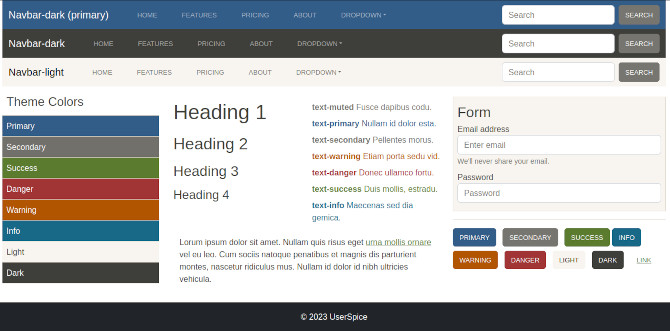 Navbar-dark (primary) HOME FEATURES PRICING ABOUT DROPDOWN Search SEARCH
Navbar-dark HOME FEATURES PRICING ABOUT DROPDOWN Search SEARCH
Navbar-light HOME FEATURES PRICING ABOUT DROPDOWN Search SEARCH
Theme Colors
Primary
Secondary
Success
Danger
Warning
Info
Light
Dark
Heading 1
Heading 2
Heading 3
Heading 4
text-muted Fusce dapibus codu.
text-primary Nullam id dolor esta.
text-secondary Pellentes morus.
text-warning Etiam porta sedu vid.
text-danger Donec ullamco fortu.
text-success Duis mollis, estradu.
text-info Maecenas sed dia
gemica.
Lorum ipsum dolor sit amet. Nullam quis risus eget urna mollis ornare
vel eu leo. Cum sociis natoque penatibus et magnis dis parturient
montes, nascetur ridiculus mus. Nullam id dolor id nibh ultricies
vehicula.
Form
Email address
Enter email
We'll never share your email.
Password
Password
PRIMARY SECONDARY SUCCESS INFO
WARNING DANGER LIGHT DARK LINK
© 2023 UserSpice